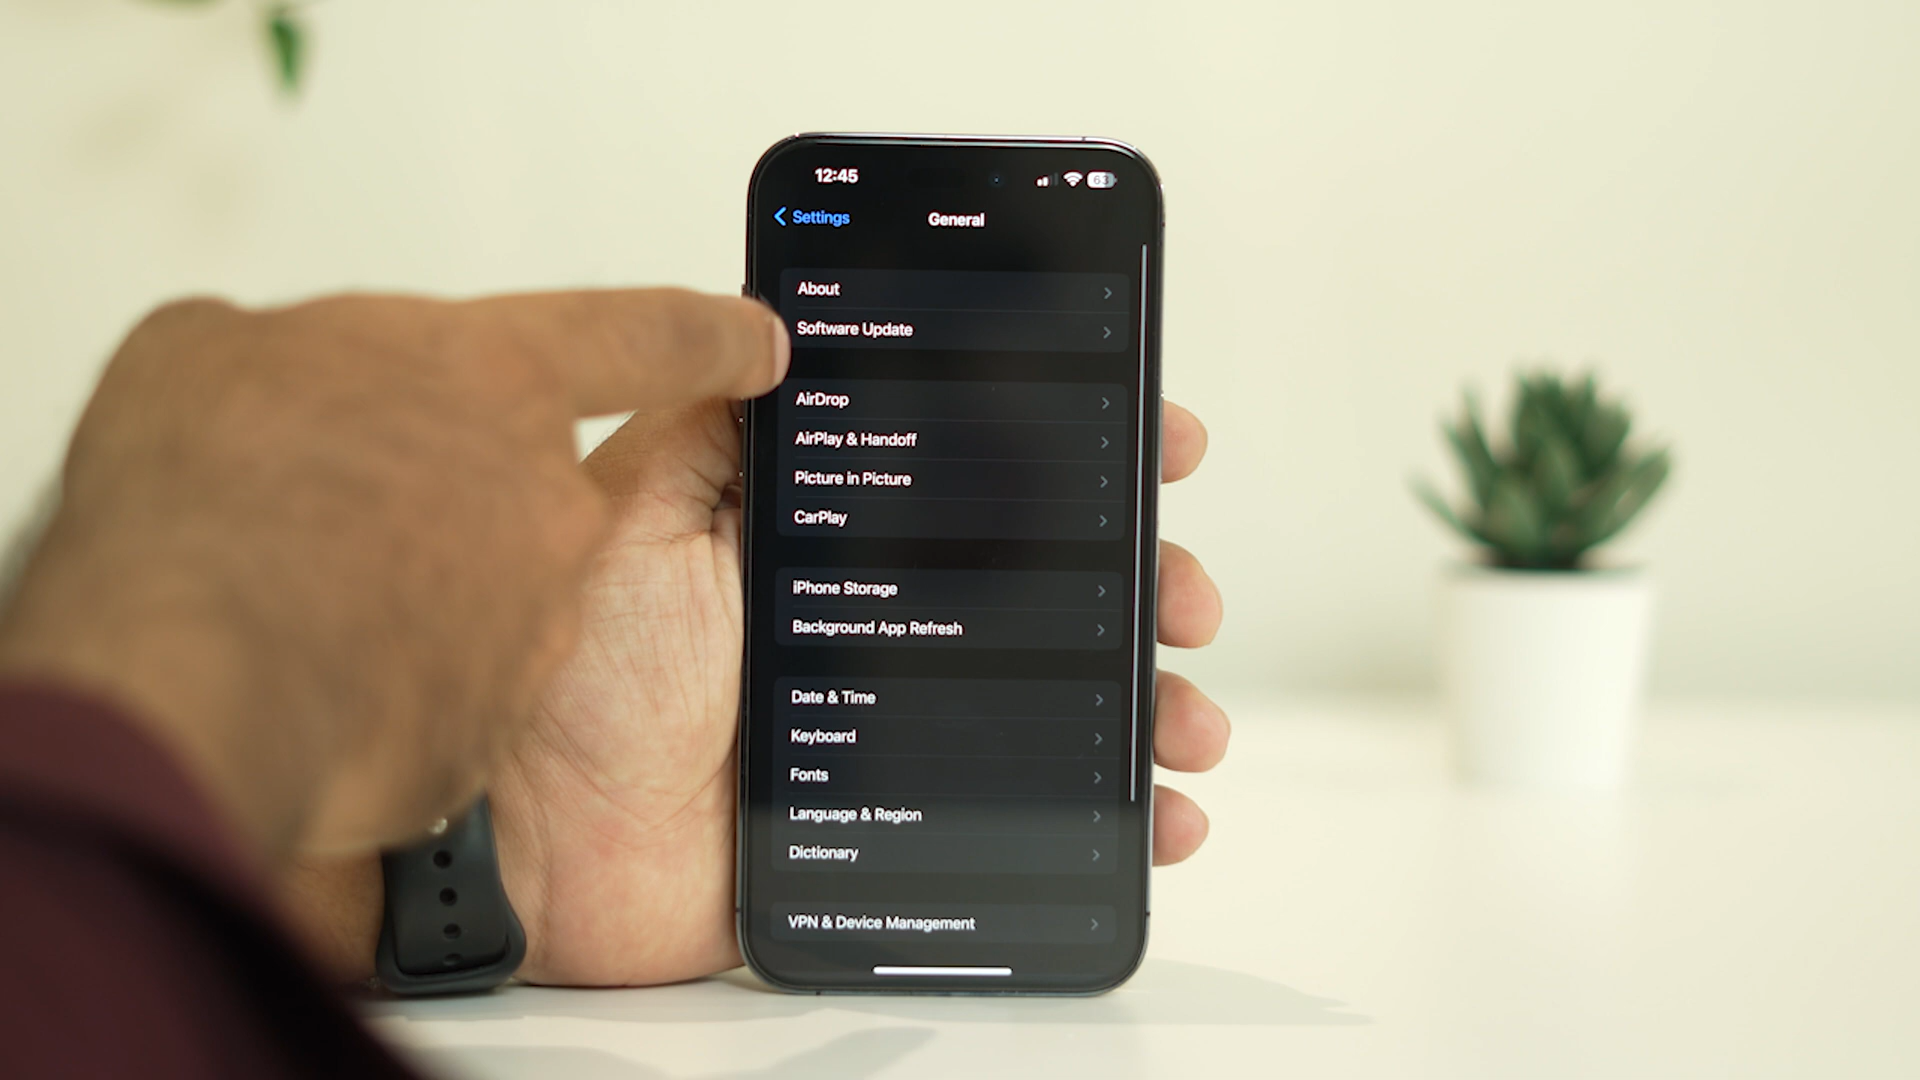 12:45
63
Settings
General
About
Software Update
AirDrop
AirPlay & Handoff
Picture in Picture
CarPlay
iPhone Storage
Background App Refresh
Date & Time
Keyboard
Fonts
Language & Region
Dictionary
VPN & Device Management